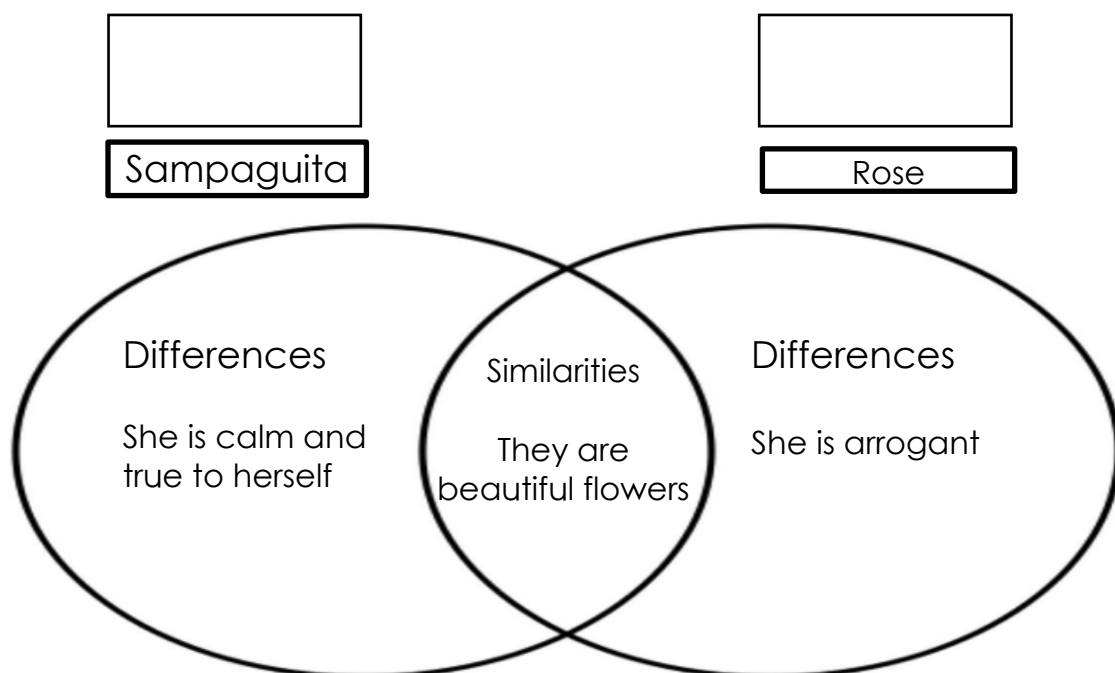 Sampaguita
Rose
Differences
She is calm and
true to herself
Similarities
They are
beautiful flowers
Differences
She is arrogant